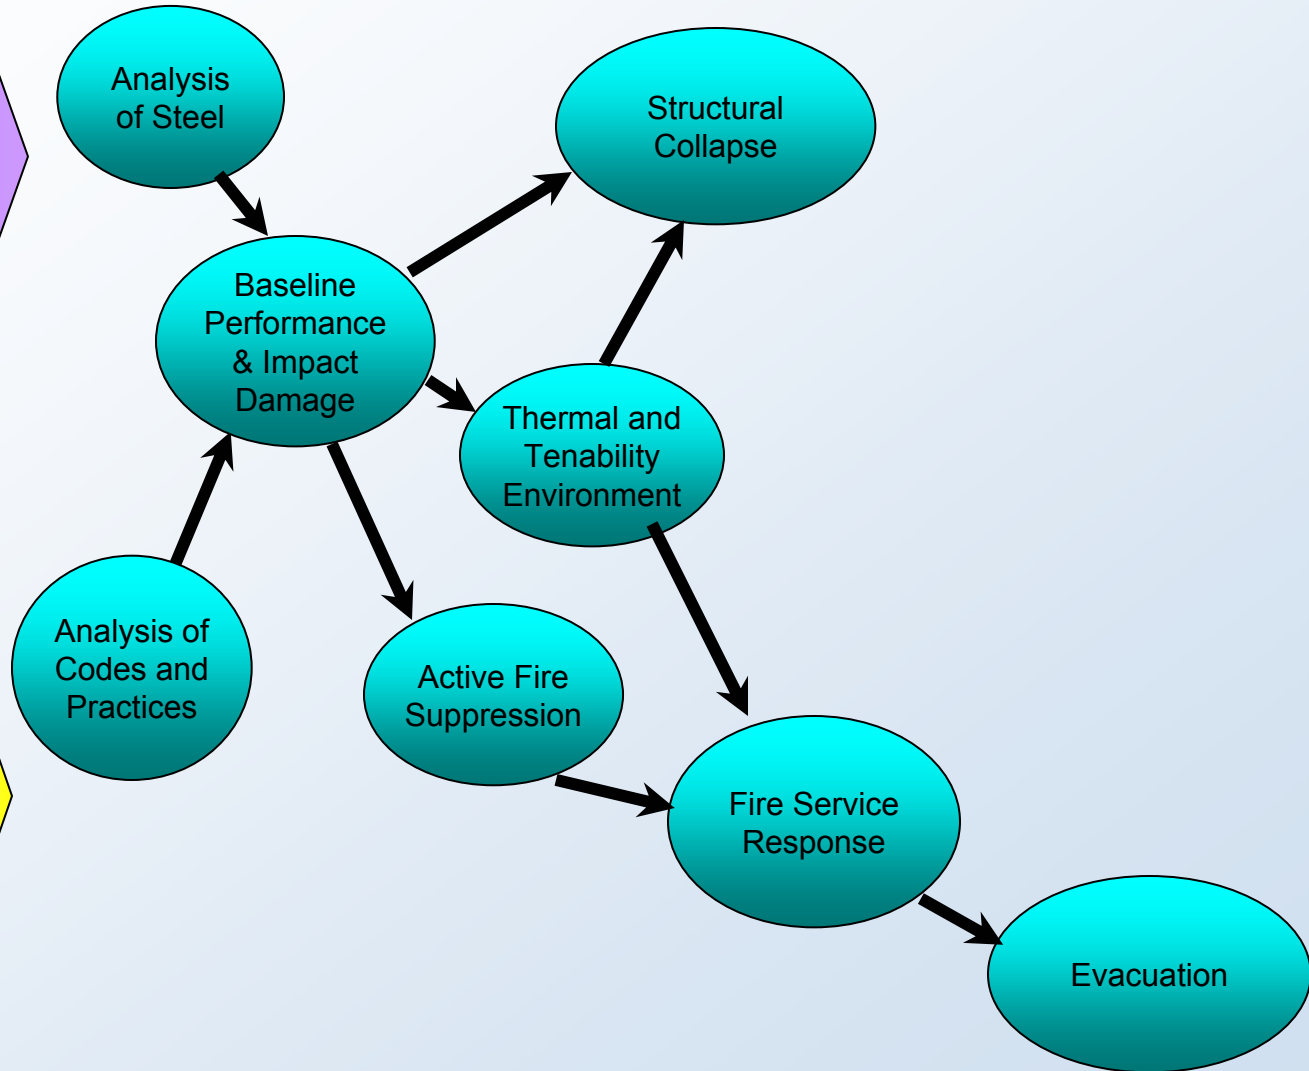 Analysis
of Steel
Structural
Collapse
Baseline
Performance
& Impact
Damage
Thermal and
Tenability
Environment
Analysis of
Codes and
Practices
Active Fire
Suppression
Fire Service
Response
Evacuation